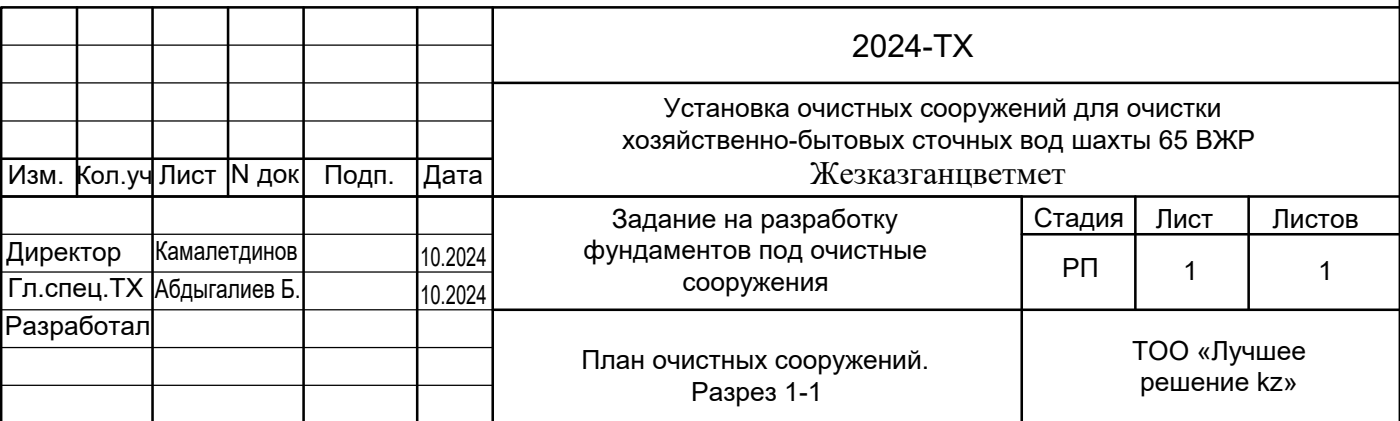 2024-ТХ
Установка очистных сооружений для очистки
хозяйственно-бытовых сточных вод шахты 65 ВЖР
Жезказганцветмет
Изм. Кол.уч Лист N док Подп. Дата
Задание на разработку
фундаментов под очистные
сооружения
Стадия Лист Листов
РП 1 1
Директор Камалетдинов 10.2024
Гл.спец.ТХ Абдыгалиев Б. 10.2024
Разработал
План очистных сооружений.
Разрез 1-1
ТОО «Лучшее
решение kz»